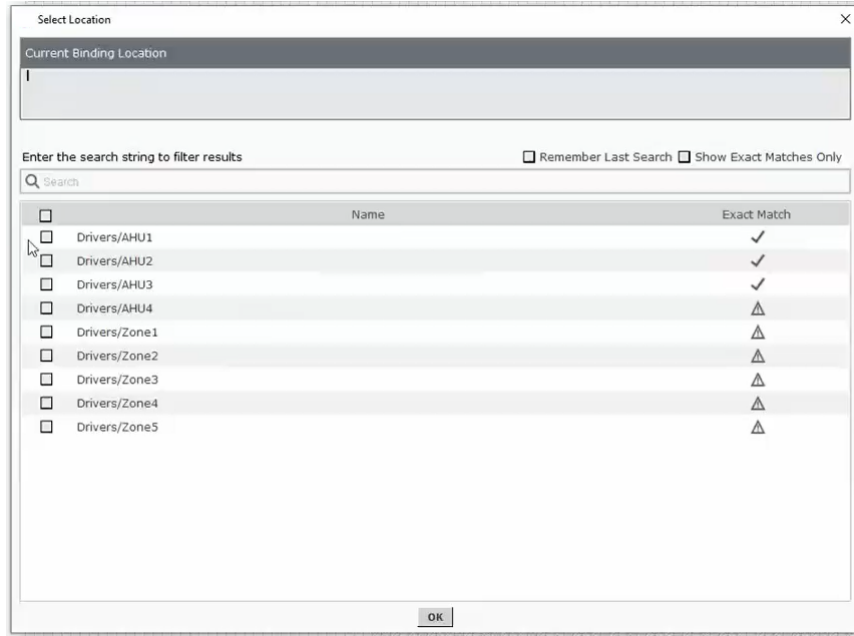 Select Location
Current Binding Location
Enter the search string to filter results
Remember Last Search Show Exact Matches Only
Search
Name Exact Match
Drivers/AHU1
Drivers/AHU2
Drivers/AHU3
Drivers/AHU4
Drivers/Zone1
Drivers/Zone2
Drivers/Zone3
Drivers/Zone4
Drivers/Zone5
OK